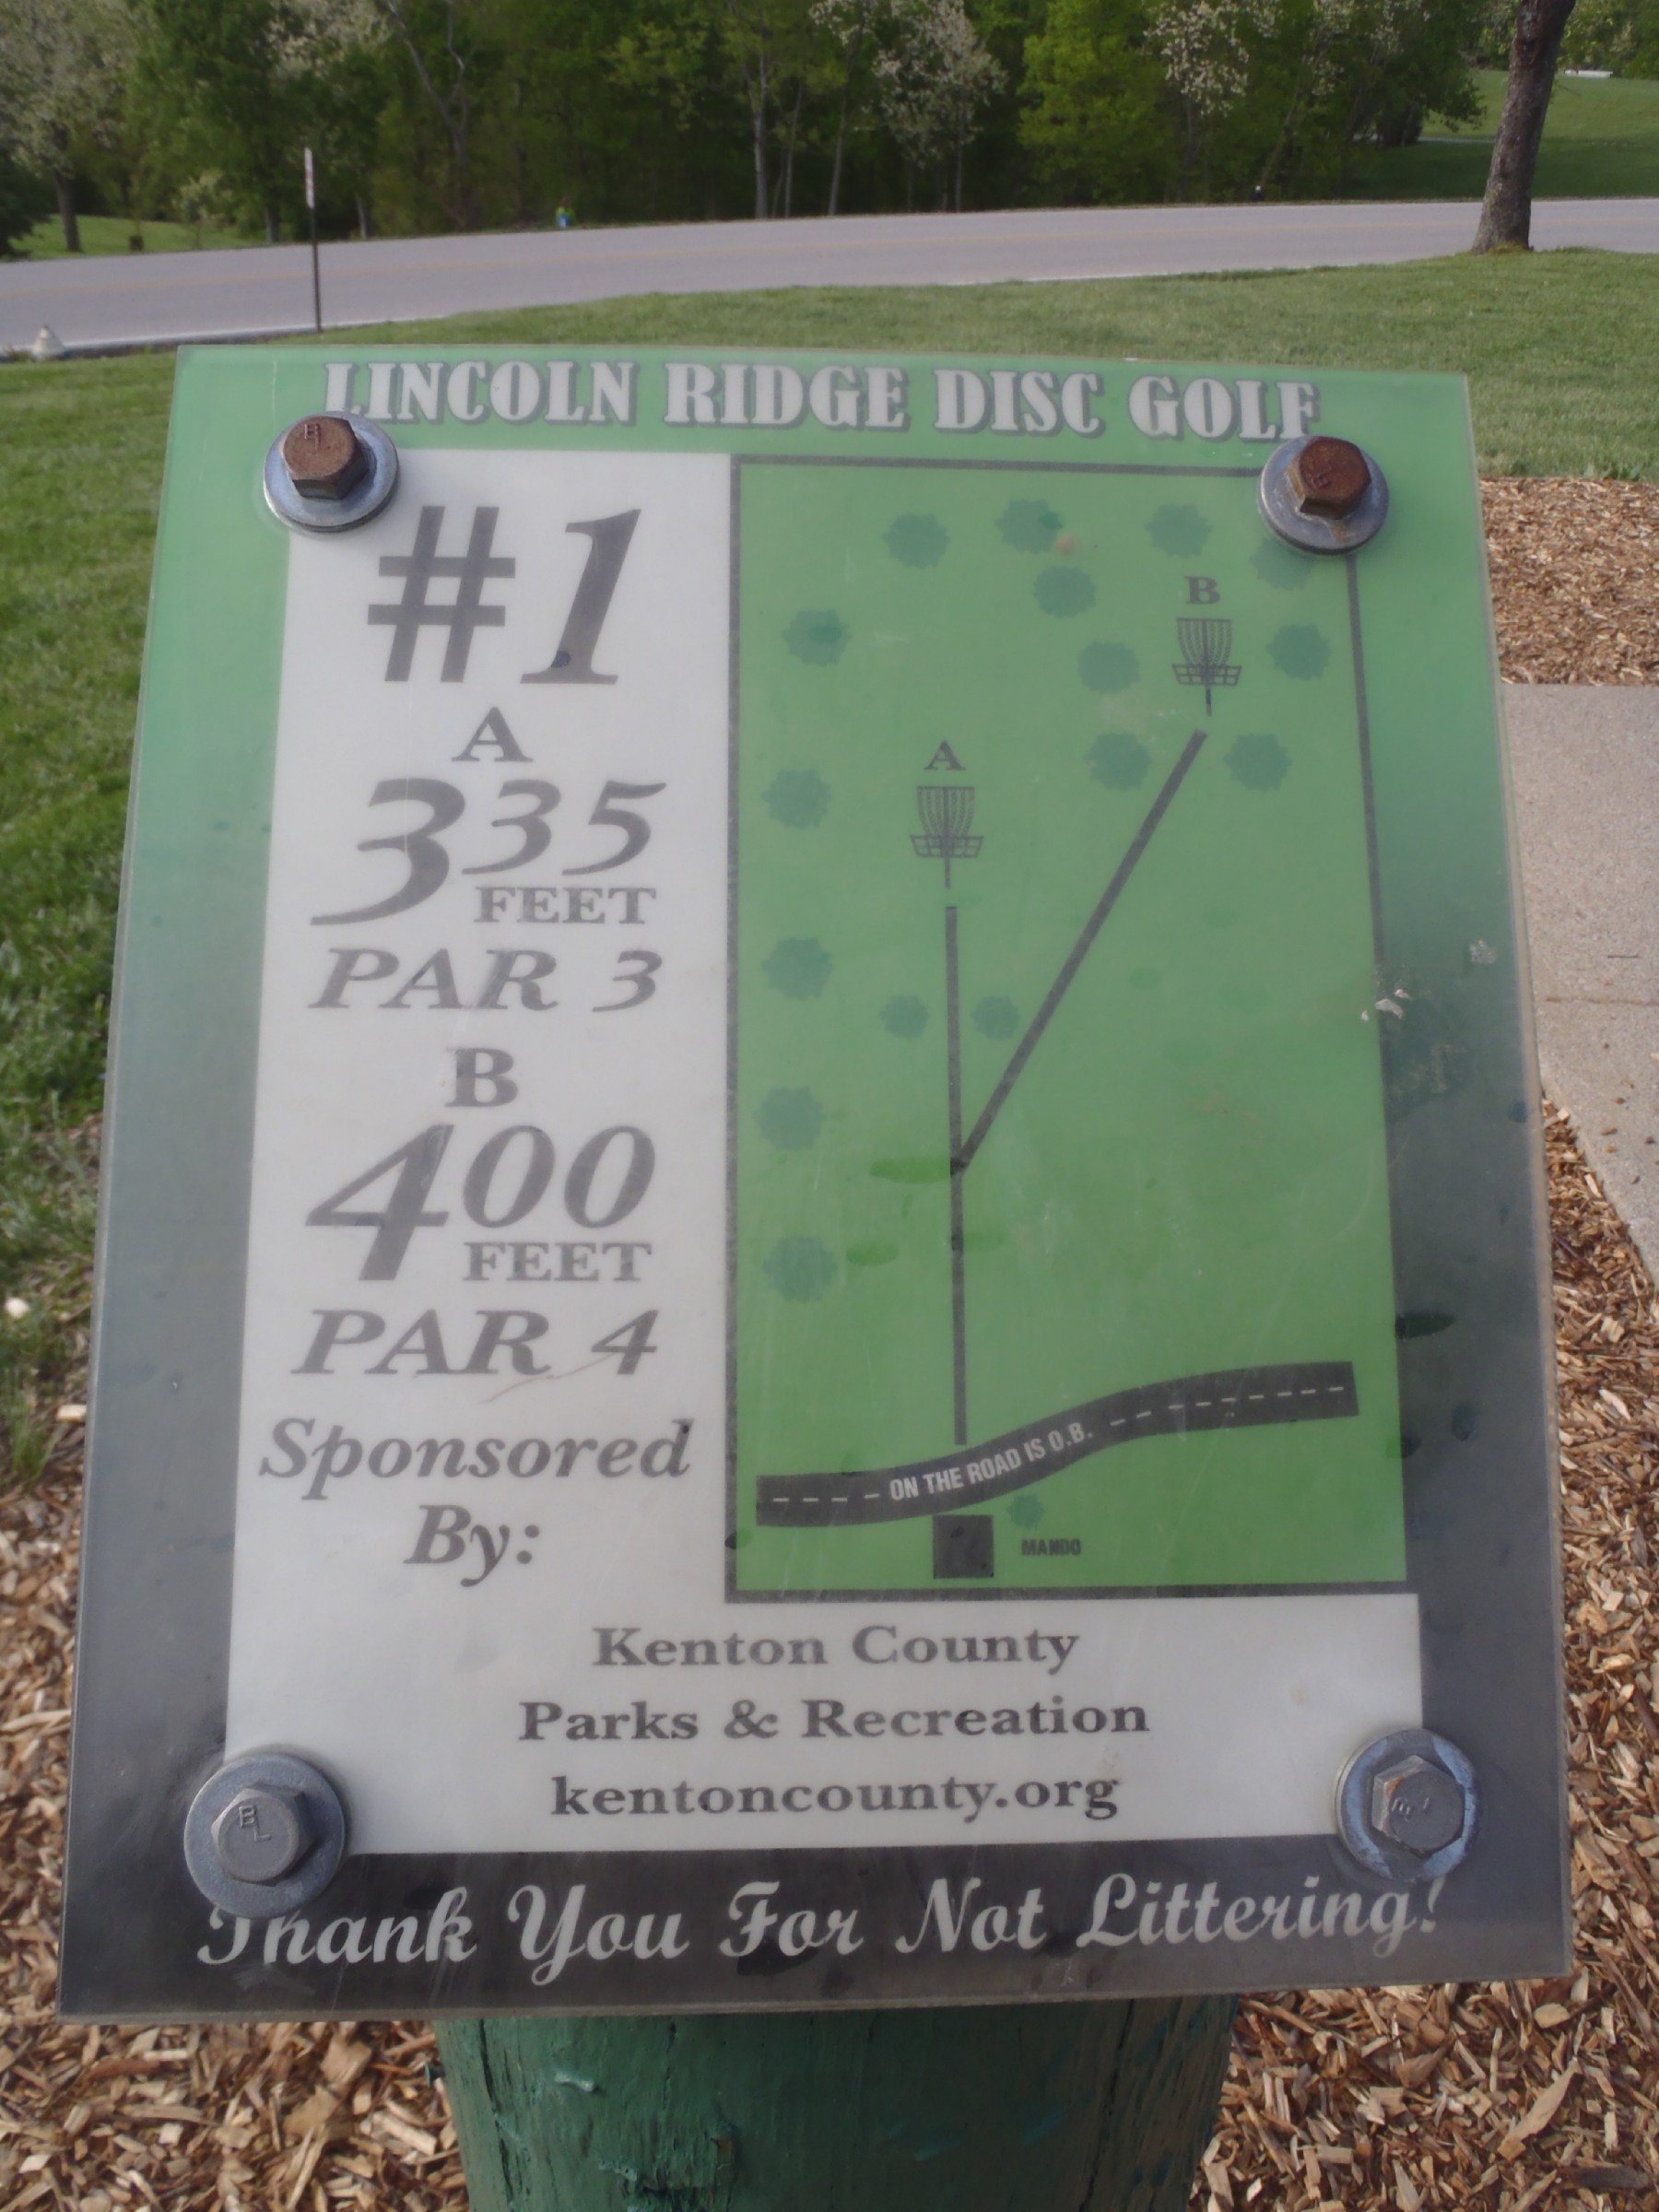 LINCOLN RIDGE DISC GOLF
#1
A
335
FEET
PAR 3
B
400
FEET
PAR 4
Sponsored
By:
B
A
ON THE ROAD IS O.B.
MANDO
Kenton County
Parks & Recreation
kentoncounty.org
Thank You For Not Littering!